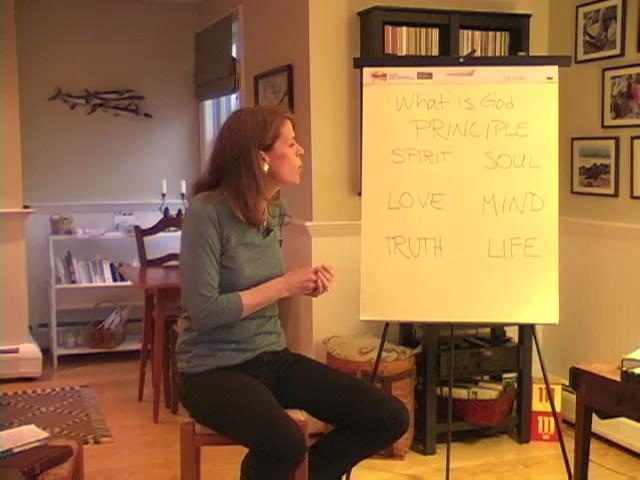 What is God
PRINCIPLE
SPIRIT SOUL
LOVE MIND
TRUTH LIFE